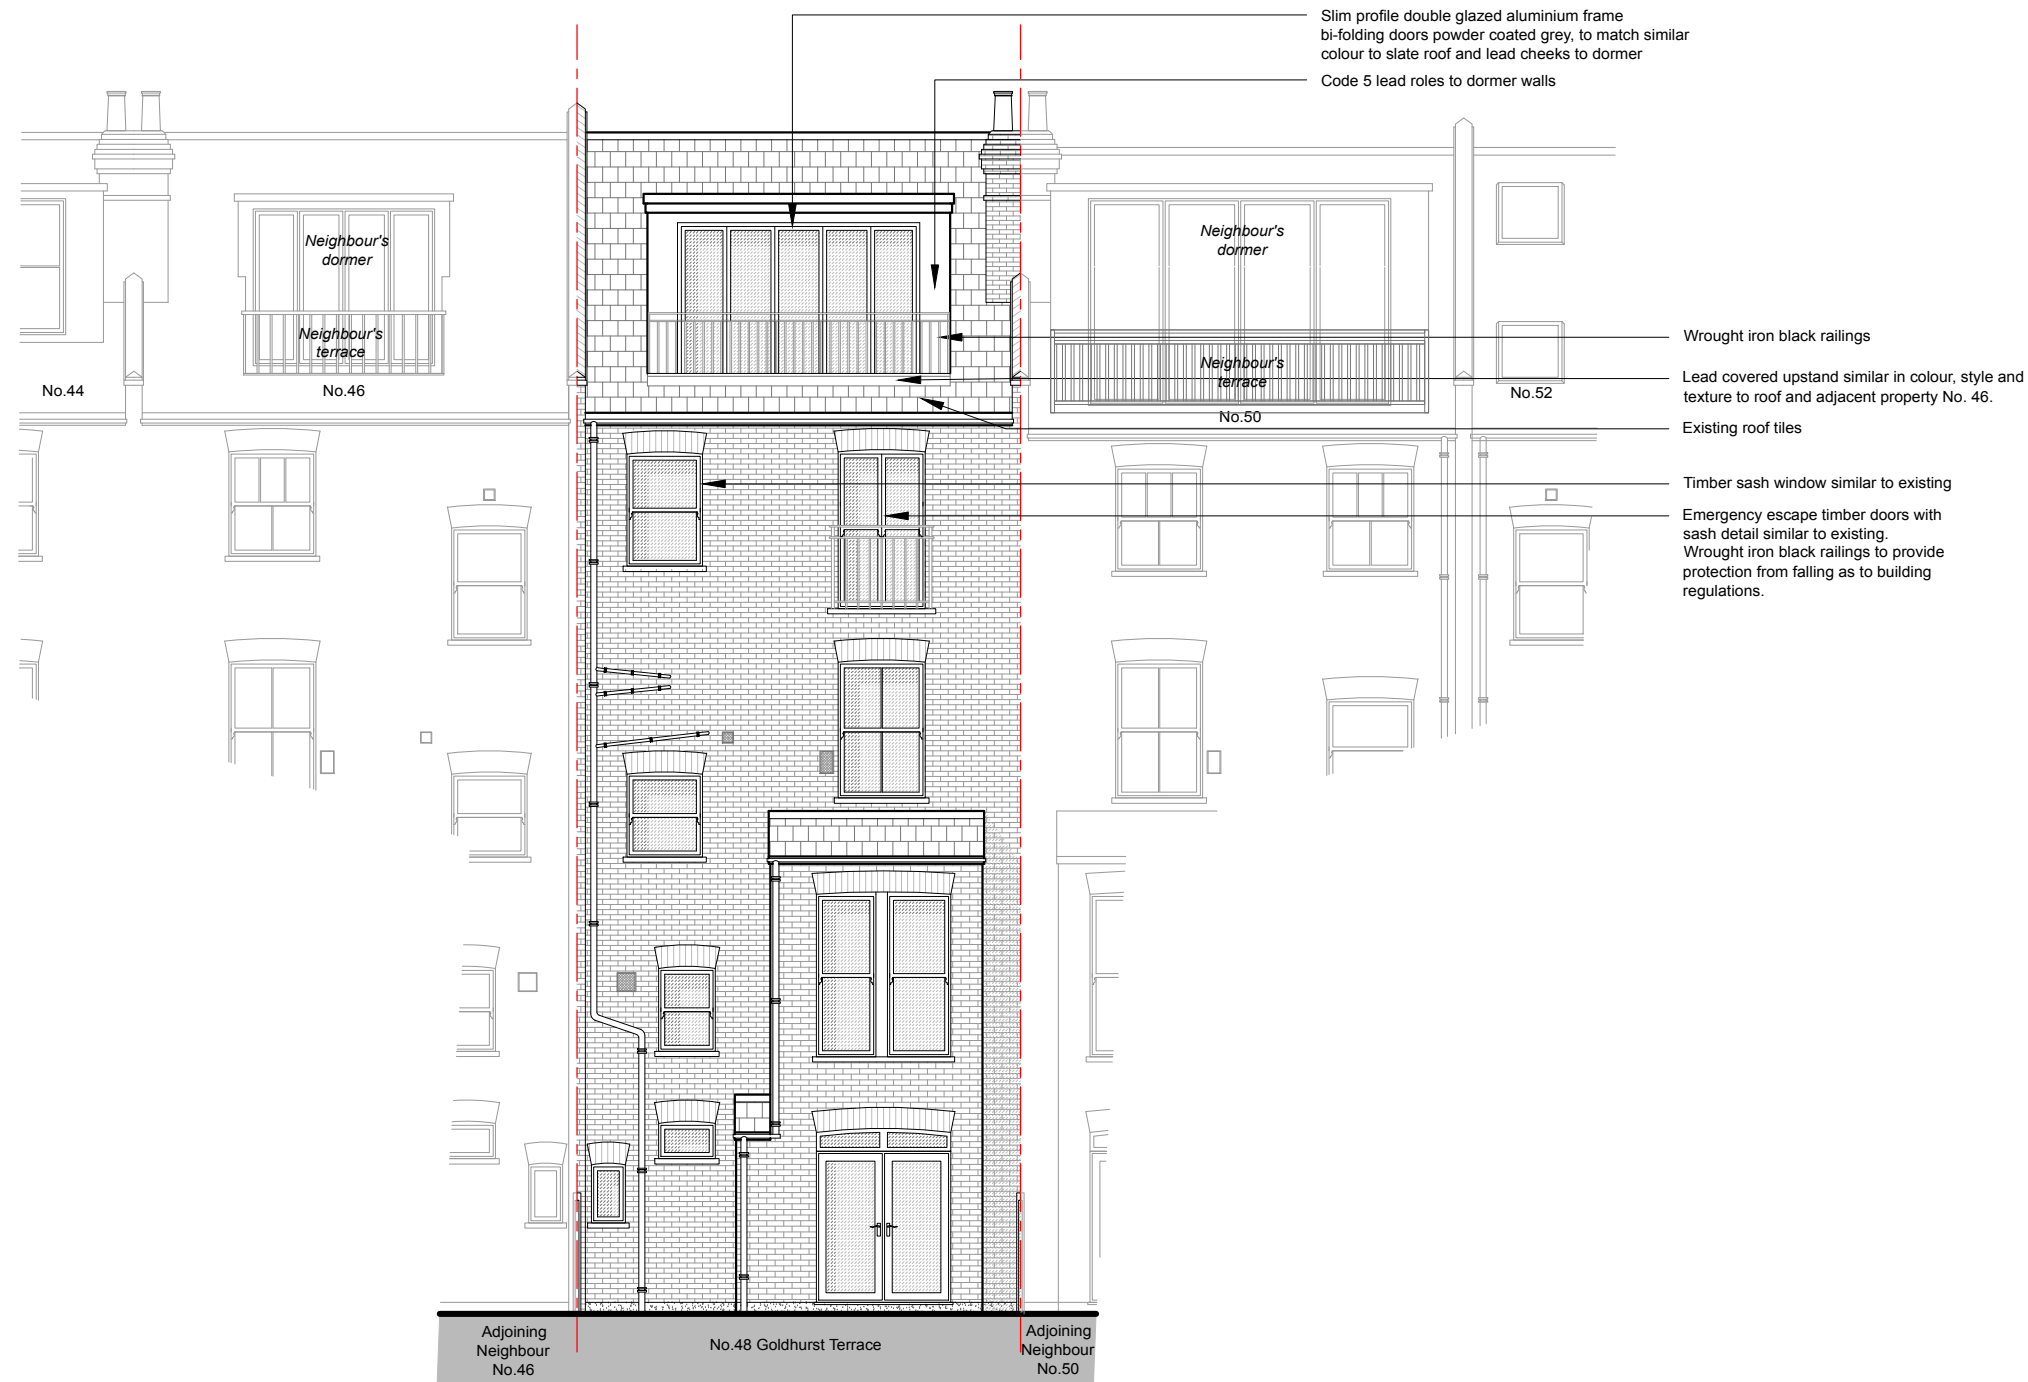 Slim profile double glazed aluminium frame
bi-folding doors powder coated grey, to match similar
colour to slate roof and lead cheeks to dormer
Code 5 lead roles to dormer walls
Neighbour's
dormer
Neighbour's
terrace
No.44
No.46
Neighbour's
dormer
Neighbour's
terrace
No.50
No.52
Wrought iron black railings
Lead covered upstand similar in colour, style and
texture to roof and adjacent property No. 46.
Existing roof tiles
Timber sash window similar to existing
Emergency escape timber doors with
sash detail similar to existing.
Wrought iron black railings to provide
protection from falling as to building
regulations.
Adjoining
Neighbour
No.46
No.48 Goldhurst Terrace
Adjoining
Neighbour
No.50